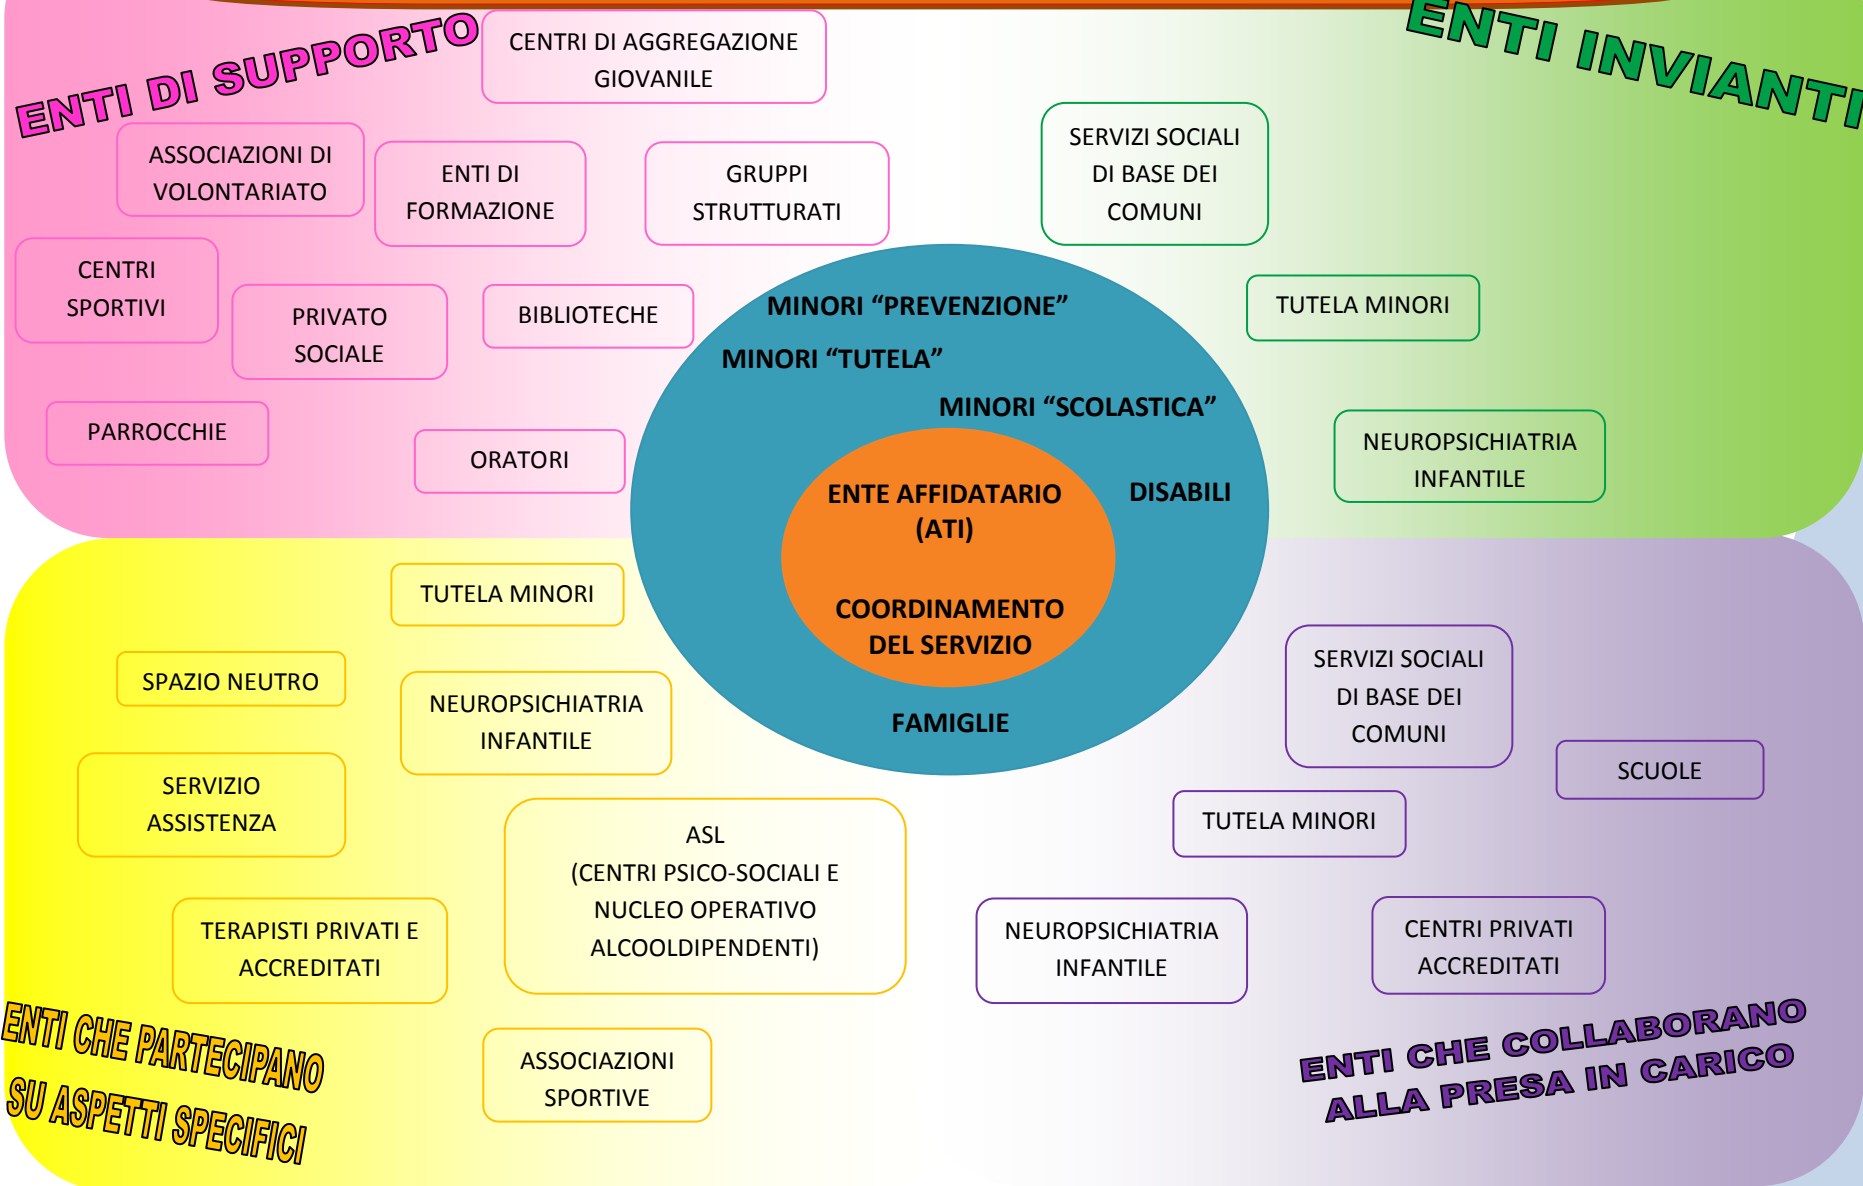 ENTI DI SUPPORTO
CENTRI DI AGGREGAZIONE
GIOVANILE
ASSOCIAZIONI DI
VOLONTARIATO
ENTI DI
FORMAZIONE
GRUPPI
STRUTTURATI
CENTRI
SPORTIVI
PRIVATO
SOCIALE
BIBLIOTECHE
PARROCCHIE
ORATORI
ENTI INVIANTI
SERVIZI SOCIALI
DI BASE DEI
COMUNI
TUTELA MINORI
NEUROPSICHIATRIA
INFANTILE
MINORI “PREVENZIONE”
MINORI “TUTELA”
MINORI “SCOLASTICA”
DISABILI
ENTE AFFIDATARIO
(ATI)
COORDINAMENTO
DEL SERVIZIO
FAMIGLIE
TUTELA MINORI
SPAZIO NEUTRO
NEUROPSICHIATRIA
INFANTILE
SERVIZIO
ASSISTENZA
ASL
(CENTRI PSICO-SOCIALI E
NUCLEO OPERATIVO
ALCOOLDIPENDENTI)
TERAPISTI PRIVATI E
ACCREDITATI
ASSOCIAZIONI
SPORTIVE
ENTI CHE PARTECIPANO
SU ASPETTI SPECIFICI
SERVIZI SOCIALI
DI BASE DEI
COMUNI
SCUOLE
TUTELA MINORI
NEUROPSICHIATRIA
INFANTILE
CENTRI PRIVATI
ACCREDITATI
ENTI CHE COLLABORANO
ALLA PRESA IN CARICO